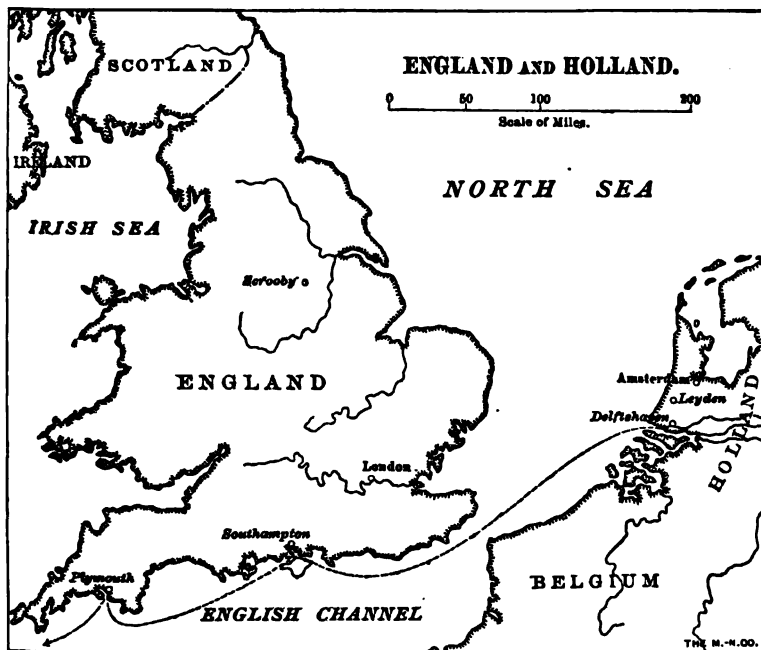 SCOTLAND
ENGLAND AND HOLLAND.
0 50 100 200
Scale of Miles.
IRELAND
NORTH SEA
IRISH SEA
Scrooby
ENGLAND
Amsterdam
Leyden
Delftshaven
HOLLAND
London
Southampton
Plymouth
BELGIUM
ENGLISH CHANNEL
THE M.-N. CO.